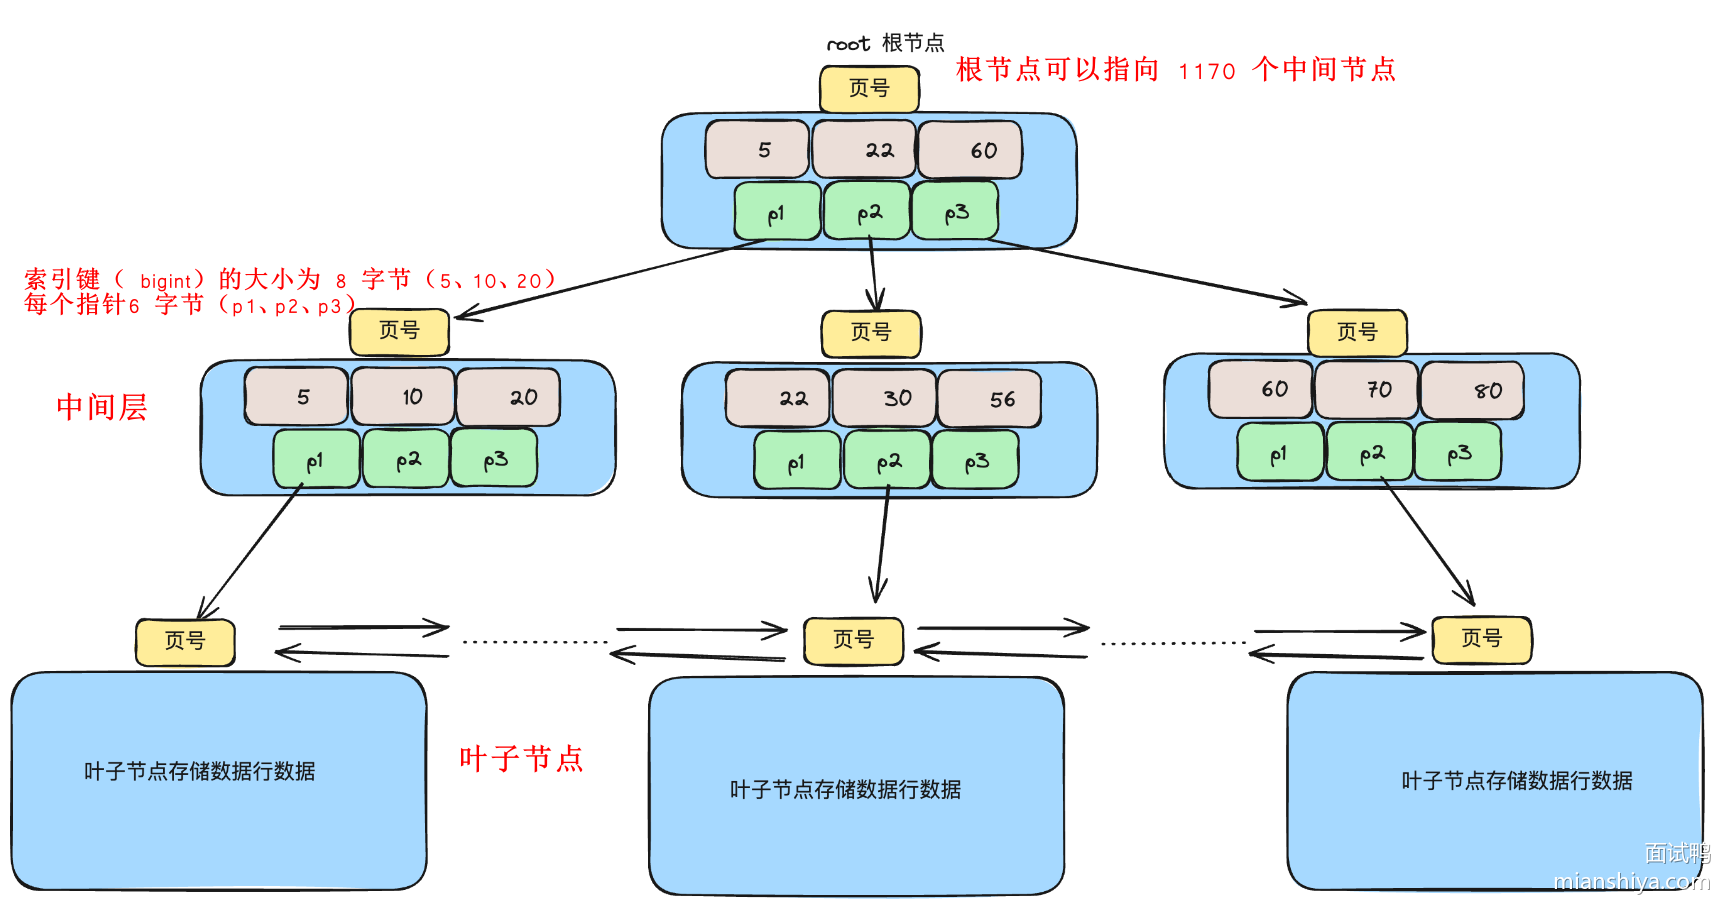 root 根节点
根节点可以指向 1170 个中间节点
页号
5 22 60
p1 p2 p3
索引键（ bigint）的大小为 8 字节（5、10、20）
每个指针6 字节（p1、p2、p3）
页号 页号 页号
中间层
5 10 20
p1 p2 p3
22 30 56
p1 p2 p3
60 70 80
p1 p2 p3
页号 页号 页号
叶子节点
叶子节点存储数据行数据
叶子节点存储数据行数据
叶子节点存储数据行数据
面试鸭
mianshiya.com